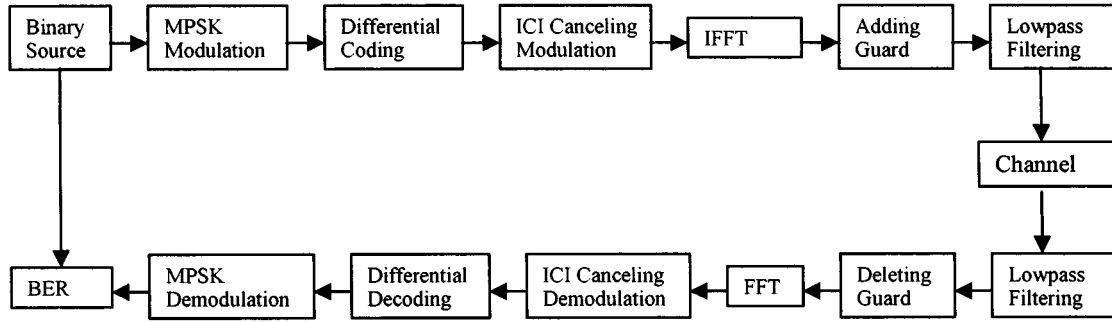 Binary
Source
MPSK
Modulation
Differential
Coding
ICI Canceling
Modulation
IFFT
Adding
Guard
Lowpass
Filtering
Channel
BER
MPSK
Demodulation
Differential
Decoding
ICI Canceling
Demodulation
FFT
Deleting
Guard
Lowpass
Filtering